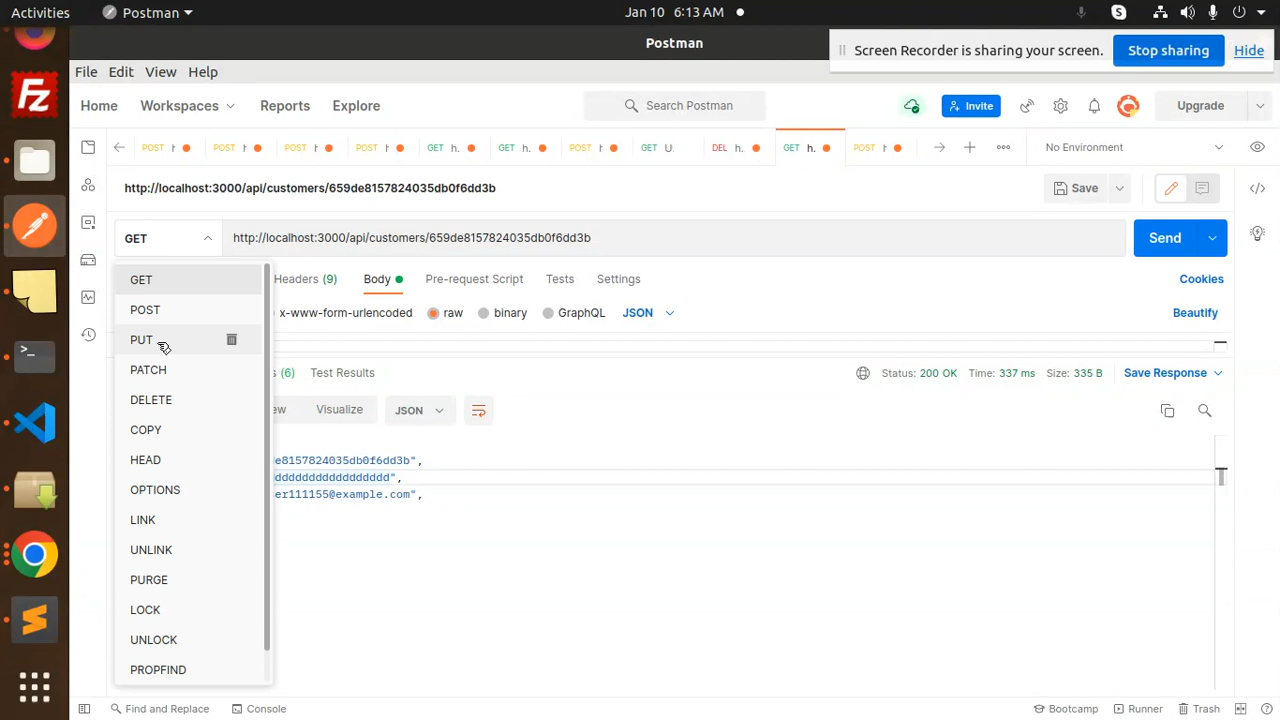 Activities Postman Jan 10 6:13 AM
Postman
Screen Recorder is sharing your screen. Stop sharing Hide
File Edit View Help
Home Workspaces Reports Explore Search Postman Invite Upgrade
POST POST POST POST GET h. GET h. POST GET U. DEL h. GET h. POST No Environment
http://localhost:3000/api/customers/659de8157824035db0f6dd3b Save
GET http://localhost:3000/api/customers/659de8157824035db0f6dd3b Send
GET Headers (9) Body Pre-request Script Tests Settings Cookies
POST x-www-form-urlencoded raw binary GraphQL JSON Beautify
PUT
PATCH (6) Test Results Status: 200 OK Time: 337 ms Size: 335 B Save Response
DELETE Visualize JSON
COPY
HEAD de8157824035db0f6dd3b",
er111155@example.com",
OPTIONS
LINK
UNLINK
PURGE
LOCK
UNLOCK
PROPFIND
Find and Replace Console Bootcamp Runner Trash